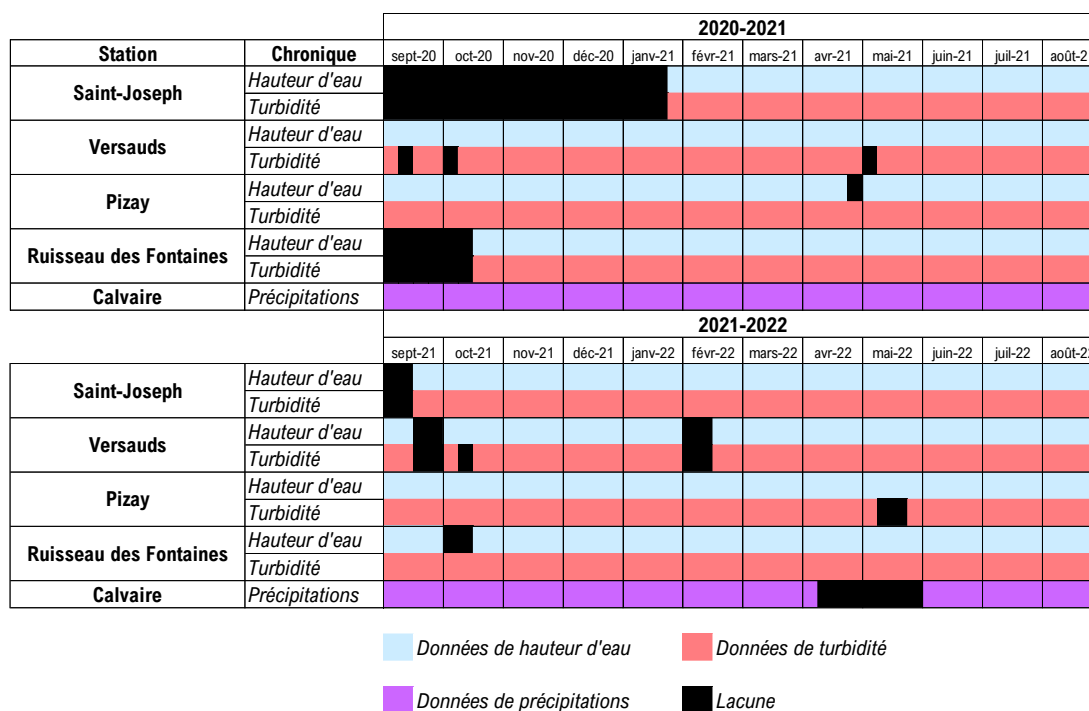 2020-2021
Station Chronique sept-20 oct-20 nov-20 déc-20 janv-21 févr-21 mars-21 avr-21 mai-21 juin-21 juil-21 août-2
Saint-Joseph Hauteur d'eau
Turbidité
Versauds Hauteur d'eau
Turbidité
Pizay Hauteur d'eau
Turbidité
Ruisseau des Fontaines Hauteur d'eau
Turbidité
Calvaire Précipitations
2021-2022
sept-21 oct-21 nov-21 déc-21 janv-22 févr-22 mars-22 avr-22 mai-22 juin-22 juil-22 août-22
Saint-Joseph Hauteur d'eau
Turbidité
Versauds Hauteur d'eau
Turbidité
Pizay Hauteur d'eau
Turbidité
Ruisseau des Fontaines Hauteur d'eau
Turbidité
Calvaire Précipitations
Données de hauteur d'eau Données de turbidité
Données de précipitations Lacune